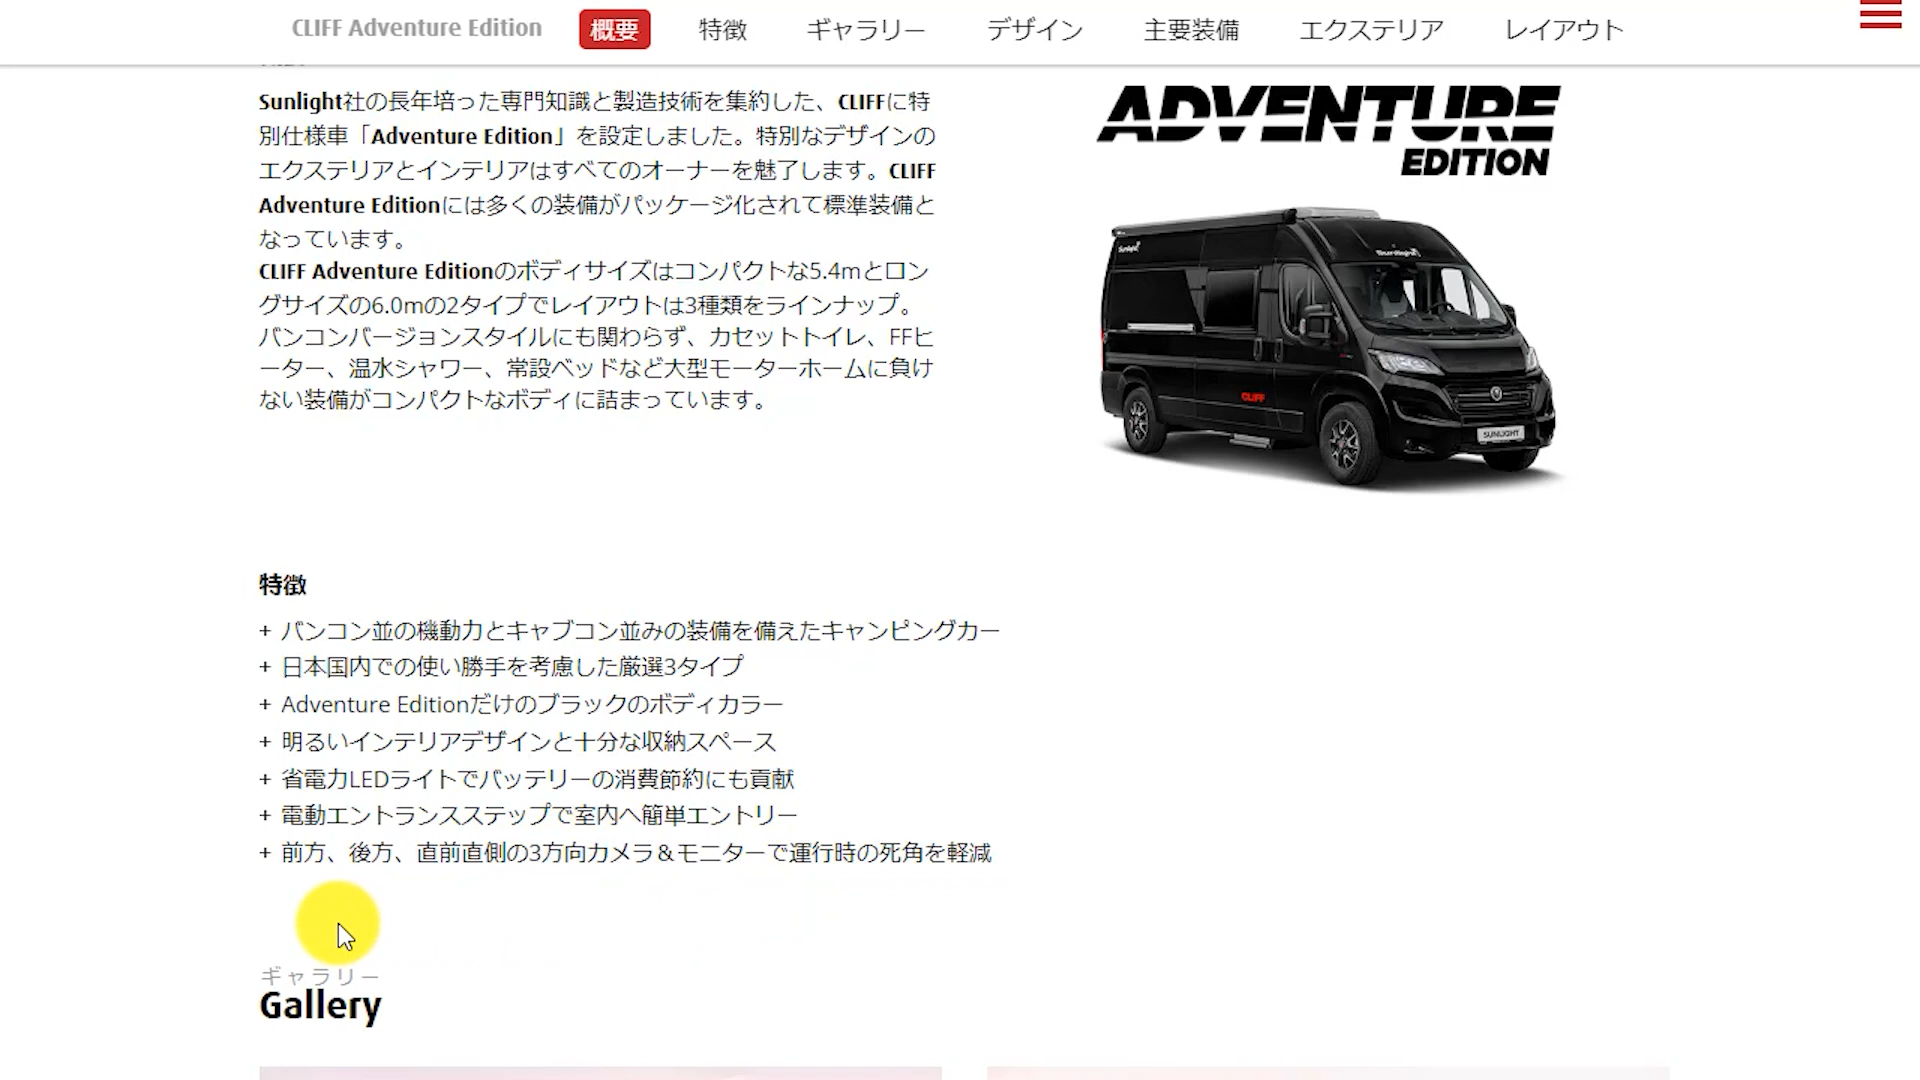 CLIFF Adventure Edition 概要 特徴 ギャラリー デザイン 主要装備 エクステリア レイアウト
Sunlight社の長年培った専門知識と製造技術を集約した、CLIFFに特
別仕様車「Adventure Edition」を設定しました。特別なデザインの
エクステリアとインテリアはすべてのオーナーを魅了します。CLIFF
Adventure Editionには多くの装備がパッケージ化されて標準装備と
なっています。
CLIFF Adventure Editionのボディサイズはコンパクトな5.4mとロン
グサイズの6.0mの2タイプでレイアウトは3種類をラインナップ。
バンコンバージョンスタイルにも関わらず、カセットトイレ、FFヒ
ーター、温水シャワー、常設ベッドなど大型モーターホームに負け
ない装備がコンパクトなボディに詰まっています。
ADVENTURE
EDITION
Sunlight
Sunlight
CLIFF
SUNLIGHT
特徴
+ バンコン並の機動力とキャブコン並みの装備を備えたキャンピングカー
+ 日本国内での使い勝手を考慮した厳選3タイプ
+ Adventure Editionだけのブラックのボディカラー
+ 明るいインテリアデザインと十分な収納スペース
+ 省電力LEDライトでバッテリーの消費節約にも貢献
+ 電動エントランスステップで室内へ簡単エントリー
+ 前方、後方、直前直側の3方向カメラ＆モニターで運行時の死角を軽減
ギャラリー
Gallery